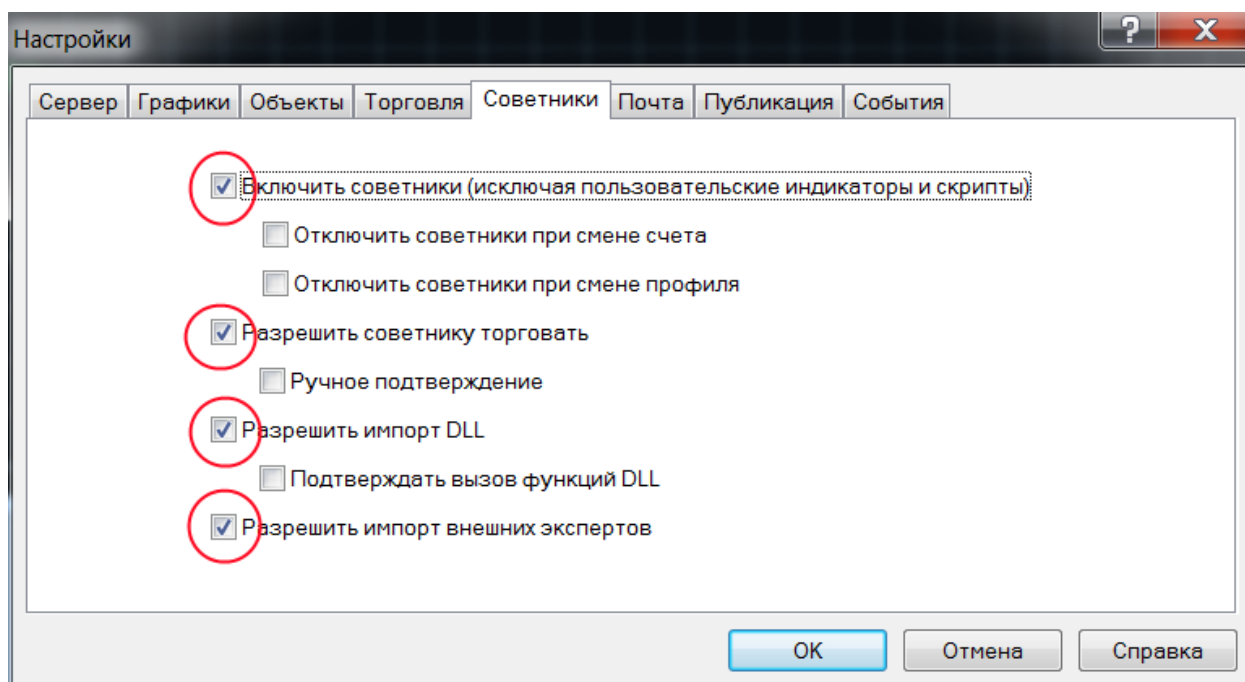 Настройки
Сервер Графики Объекты Торговля Советники Почта Публикация События
Включить советники (исключая пользовательские индикаторы и скрипты)
Отключить советники при смене счета
Отключить советники при смене профиля
Разрешить советнику торговать
Ручное подтверждение
Разрешить импорт DLL
Подтверждать вызов функций DLL
Разрешить импорт внешних экспертов
OK Отмена Справка